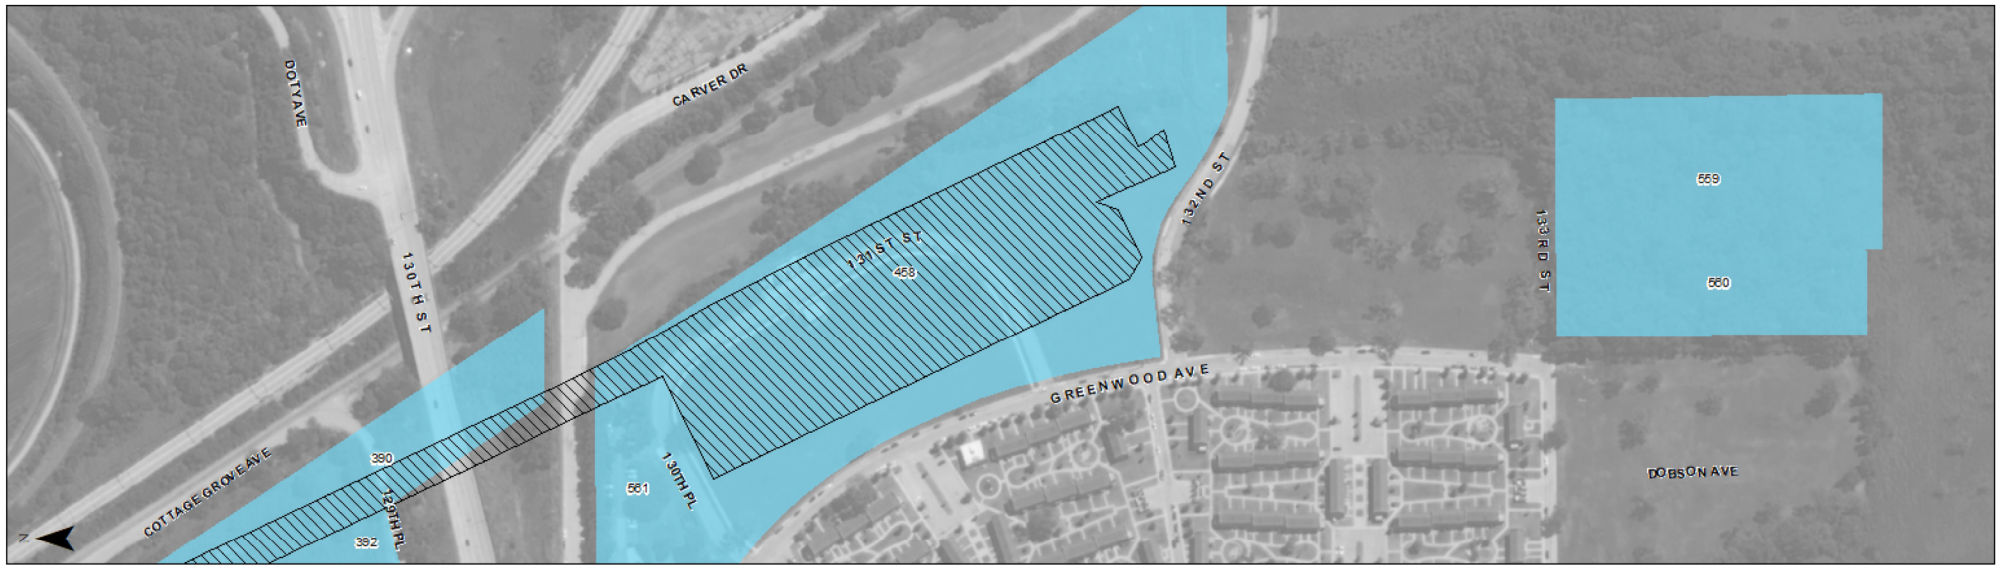 DOTY AVE
CARVER DR
132ND ST
559
133RD ST
131ST ST
458
130TH ST
560
GREENWOOD AVE
390
COTTAGE GROVE AVE
129TH PL
130TH PL
561
DOBSON AVE
392
N